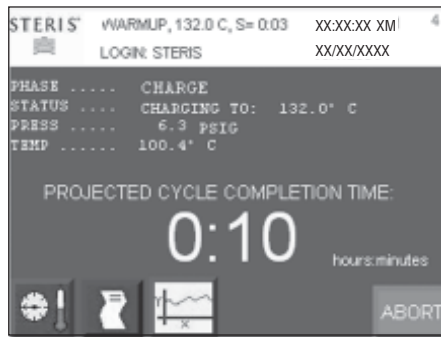 STERIS WARMUP, 132.0 C, S= 0:03 XX:XX:XX XM 4
LOGIN: STERIS XX/XX/XXXX
PHASE ..... CHARGE
STATUS .... CHARGING TO: 132.0° C
PRESS ..... 6.3 PSIG
TEMP ...... 100.4° C
PROJECTED CYCLE COMPLETION TIME:
0:10
hours:minutes
Y
X
ABORT